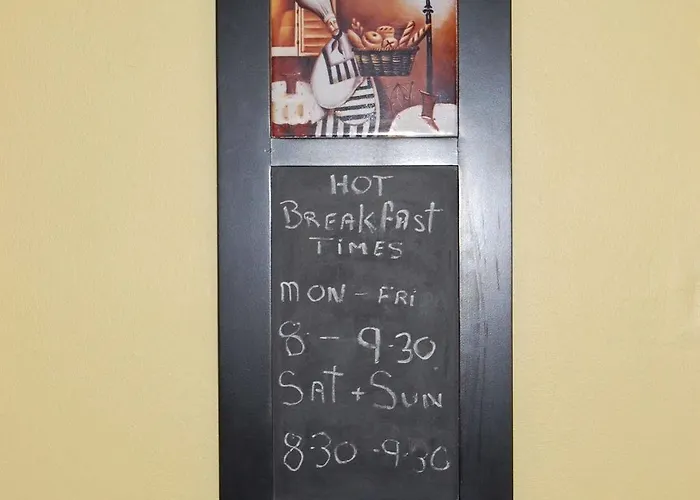 HOT
BREAKfAST
TIMES
MON - FRi
8 - 9.30
SAt + SUN
8.30 - 9.30